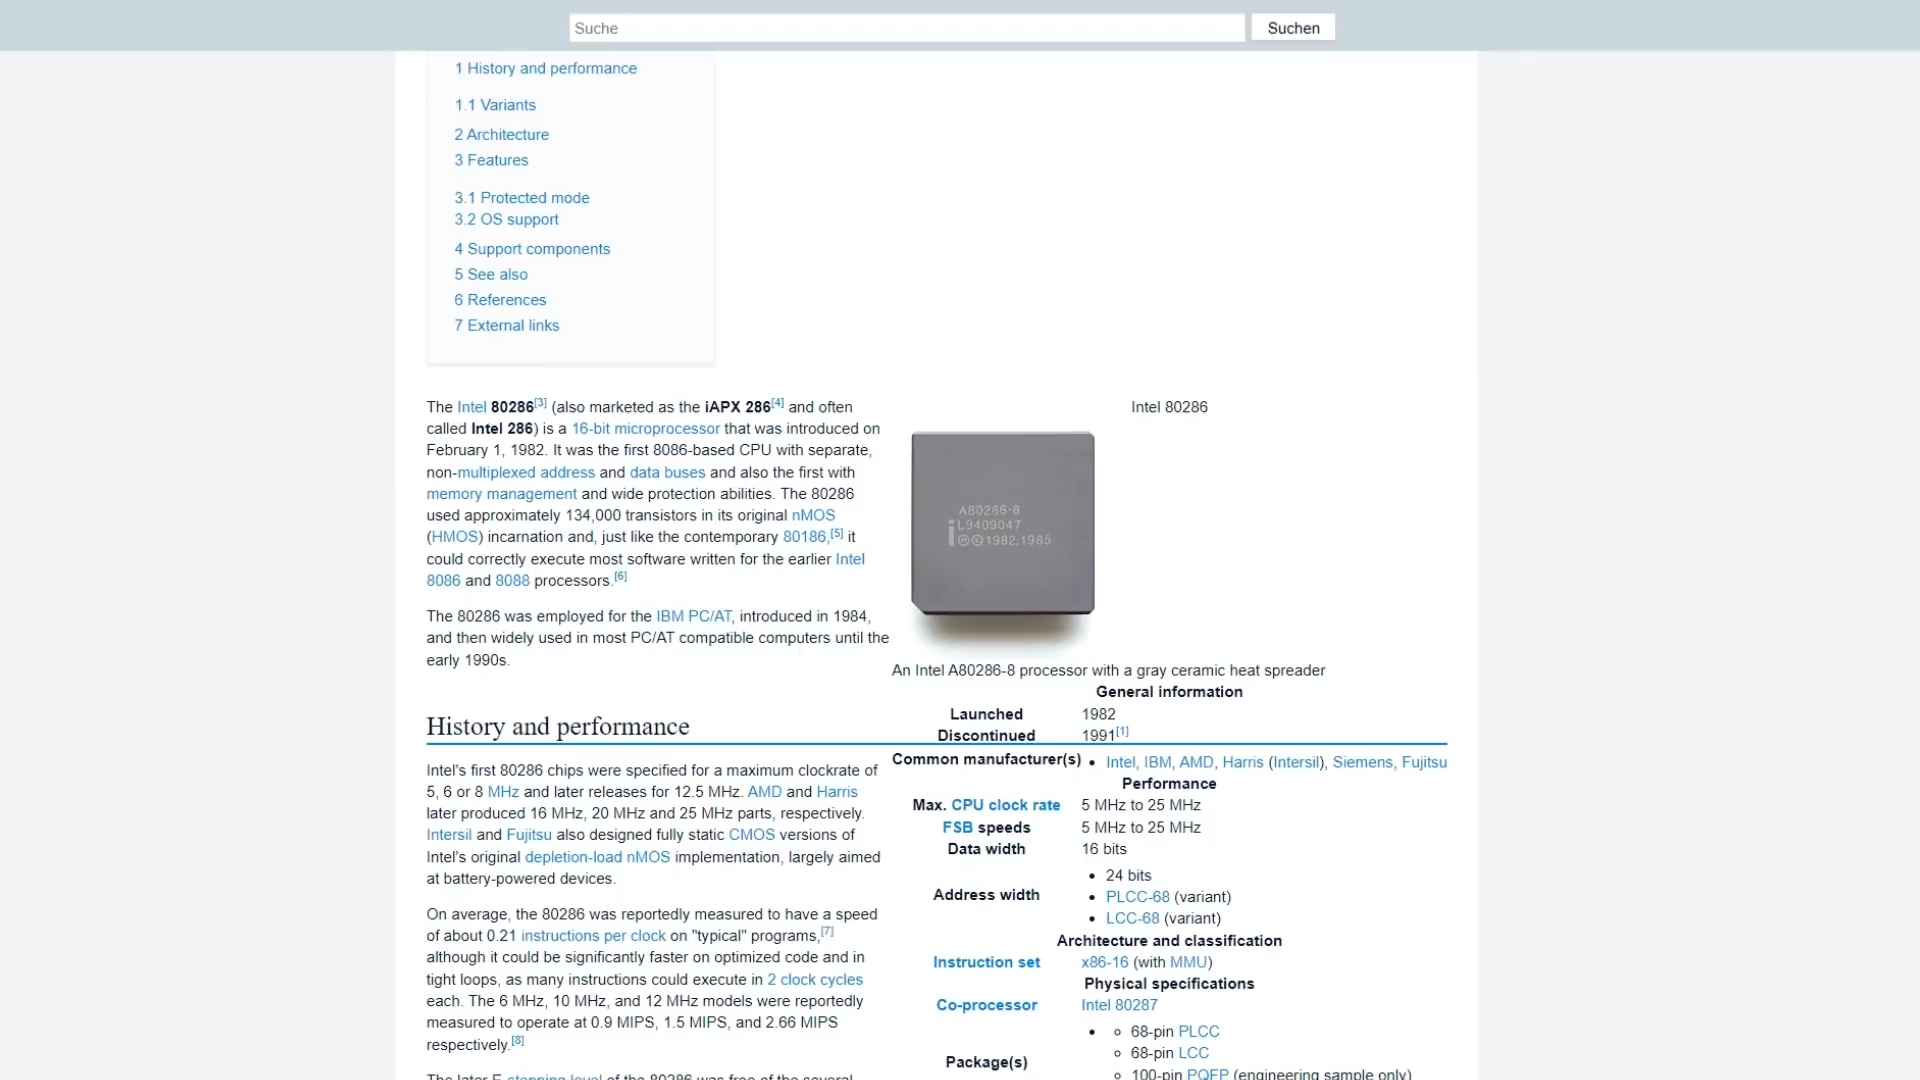 Suche
Suchen
1 History and performance
1.1 Variants
2 Architecture
3 Features
3.1 Protected mode
3.2 OS support
4 Support components
5 See also
6 References
7 External links
The Intel 80286[3] (also marketed as the iAPX 286[4] and often
called Intel 286) is a 16-bit microprocessor that was introduced on
February 1, 1982. It was the first 8086-based CPU with separate,
non-multiplexed address and data buses and also the first with
memory management and wide protection abilities. The 80286
used approximately 134,000 transistors in its original nMOS
(HMOS) incarnation and, just like the contemporary 80186,[5] it
could correctly execute most software written for the earlier Intel
8086 and 8088 processors.[6]
The 80286 was employed for the IBM PC/AT, introduced in 1984,
and then widely used in most PC/AT compatible computers until the
early 1990s.
Intel 80286
A80286-8
L9409047
i ⓜ©1982,1985
An Intel A80286-8 processor with a gray ceramic heat spreader
General information
Launched 1982
Discontinued 1991[1]
Common manufacturer(s) • Intel, IBM, AMD, Harris (Intersil), Siemens, Fujitsu
Performance
Max. CPU clock rate 5 MHz to 25 MHz
FSB speeds 5 MHz to 25 MHz
Data width 16 bits
Address width
• 24 bits
• PLCC-68 (variant)
• LCC-68 (variant)
Architecture and classification
Instruction set x86-16 (with MMU)
Physical specifications
Co-processor Intel 80287
Package(s)
• ◦ 68-pin PLCC
◦ 68-pin LCC
◦ 100-pin PQFP (engineering sample only)
History and performance
Intel's first 80286 chips were specified for a maximum clockrate of
5, 6 or 8 MHz and later releases for 12.5 MHz. AMD and Harris
later produced 16 MHz, 20 MHz and 25 MHz parts, respectively.
Intersil and Fujitsu also designed fully static CMOS versions of
Intel's original depletion-load nMOS implementation, largely aimed
at battery-powered devices.
On average, the 80286 was reportedly measured to have a speed
of about 0.21 instructions per clock on "typical" programs,[7]
although it could be significantly faster on optimized code and in
tight loops, as many instructions could execute in 2 clock cycles
each. The 6 MHz, 10 MHz, and 12 MHz models were reportedly
measured to operate at 0.9 MIPS, 1.5 MIPS, and 2.66 MIPS
respectively.[8]
The later E-stepping level of the 80286 was free of the several